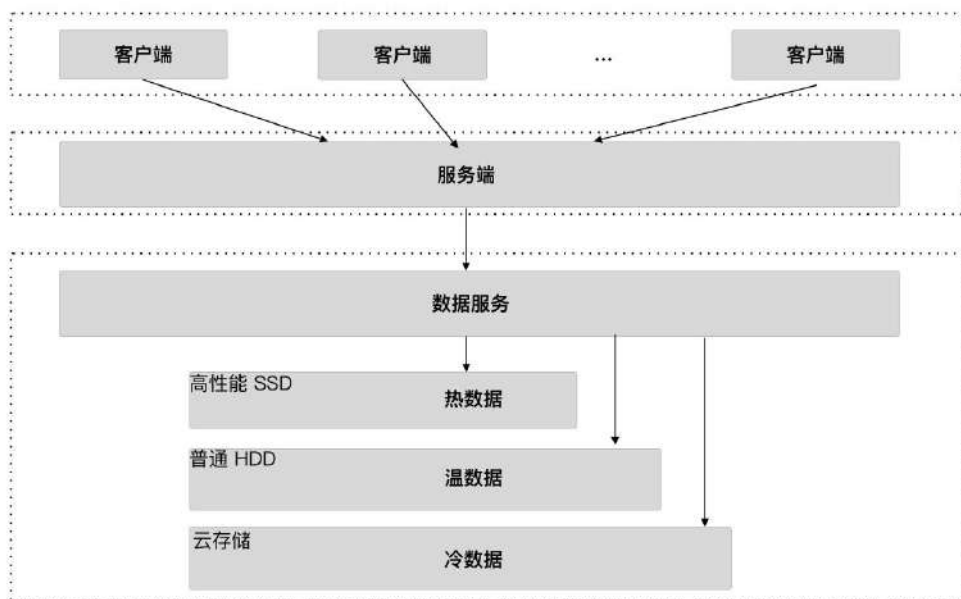 客户端
客户端
...
客户端
服务端
数据服务
高性能 SSD
热数据
普通 HDD
温数据
云存储
冷数据